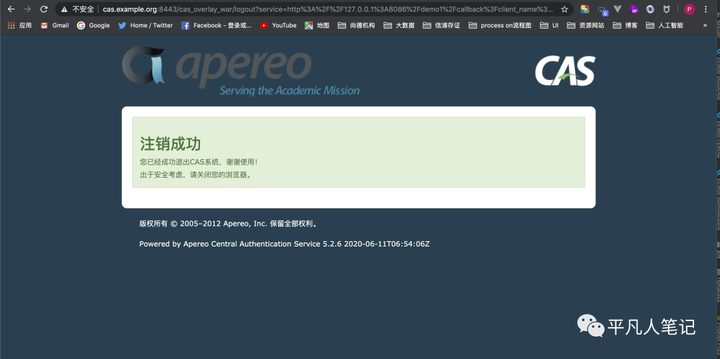 不安全 cas.example.org:8443/cas_overlay_war/logout?service=http%3A%2F%2F127.0.0.1%3A8086%2Fdemo1%2Fcallback%3Fclient_name%3...
P
应用 M Gmail G Google Home / Twitter Facebook - 登录或... YouTube 地图 尚德机构 大数据 信浦存证 process on流程图 UI 资源网站 博客 人工智能 »
apereo
Serving the Academic Mission
CAS
注销成功
您已经成功退出CAS系统，谢谢使用！
出于安全考虑，请关闭您的浏览器。
版权所有 © 2005–2012 Apereo, Inc. 保留全部权利。
Powered by Apereo Central Authentication Service 5.2.6 2020-06-11T06:54:06Z
平凡人笔记